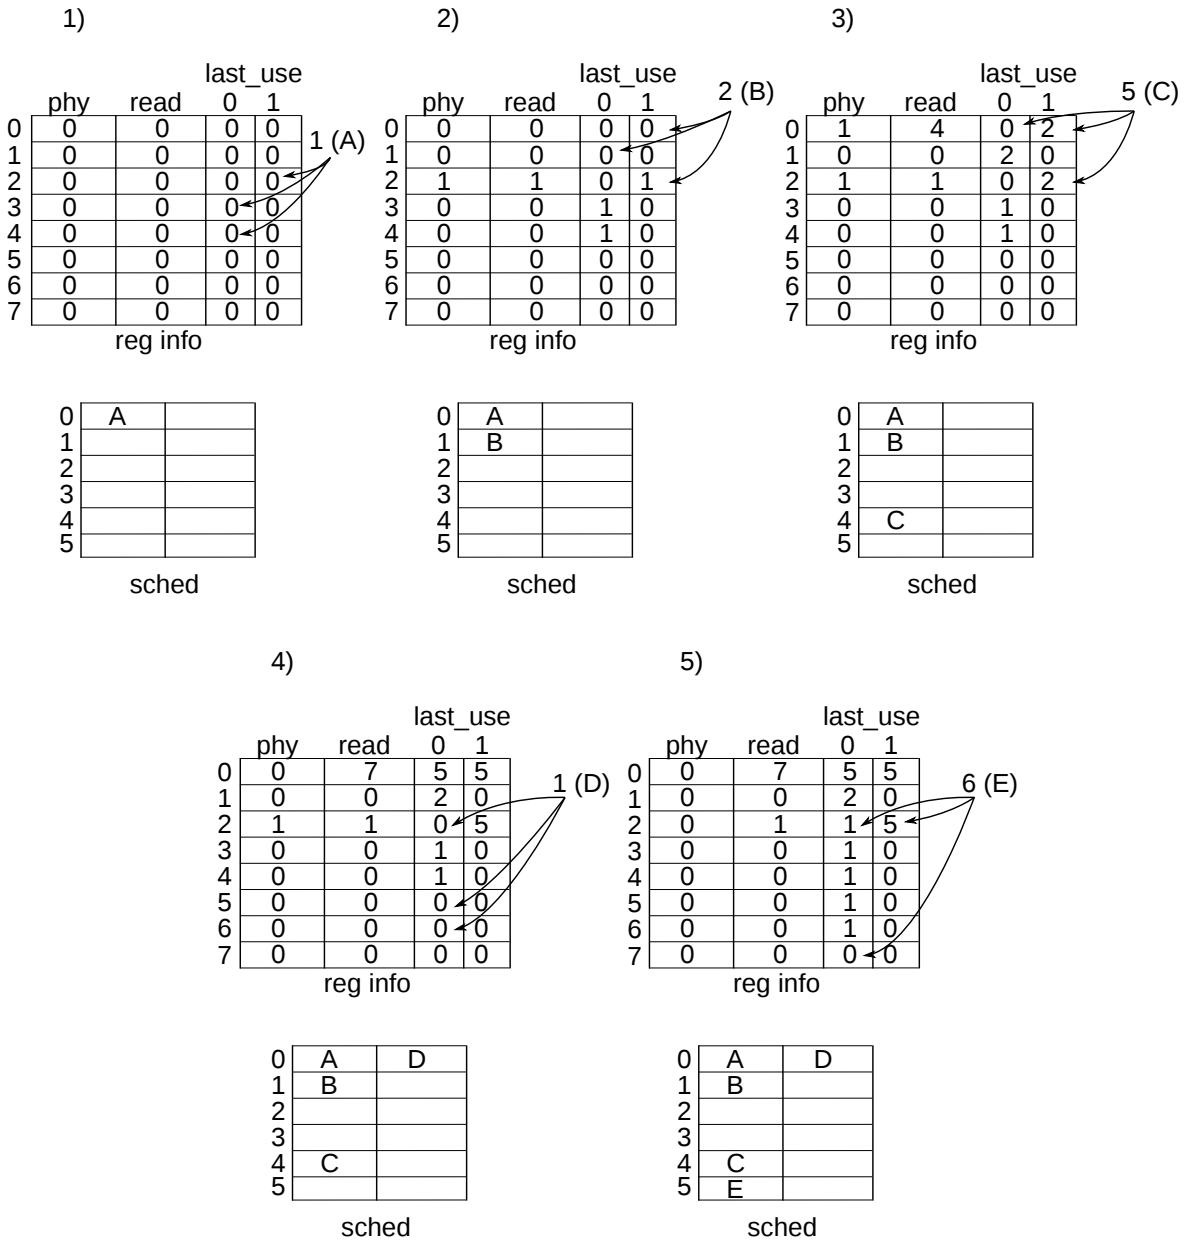 1)
last_use
phy read 0 1
0 0 0 0 0
1 0 0 0 0
2 0 0 0 0
3 0 0 0 0
4 0 0 0 0
5 0 0 0 0
6 0 0 0 0
7 0 0 0 0
1 (A)
reg info
0 A
1
2
3
4
5
sched
2)
last_use
phy read 0 1
0 0 0 0 0
1 0 0 0 0
2 1 1 0 1
3 0 0 1 0
4 0 0 1 0
5 0 0 0 0
6 0 0 0 0
7 0 0 0 0
2 (B)
reg info
0 A
1 B
2
3
4
5
sched
3)
last_use
phy read 0 1
0 1 4 0 2
1 0 0 2 0
2 1 1 0 2
3 0 0 1 0
4 0 0 1 0
5 0 0 0 0
6 0 0 0 0
7 0 0 0 0
5 (C)
reg info
0 A
1 B
2
3
4 C
5
sched
4)
last_use
phy read 0 1
0 0 7 5 5
1 0 0 2 0
2 1 1 0 5
3 0 0 1 0
4 0 0 1 0
5 0 0 0 0
6 0 0 0 0
7 0 0 0 0
1 (D)
reg info
0 A D
1 B
2
3
4 C
5
sched
5)
last_use
phy read 0 1
0 0 7 5 5
1 0 0 2 0
2 0 1 1 5
3 0 0 1 0
4 0 0 1 0
5 0 0 1 0
6 0 0 1 0
7 0 0 0 0
6 (E)
reg info
0 A D
1 B
2
3
4 C
5 E
sched